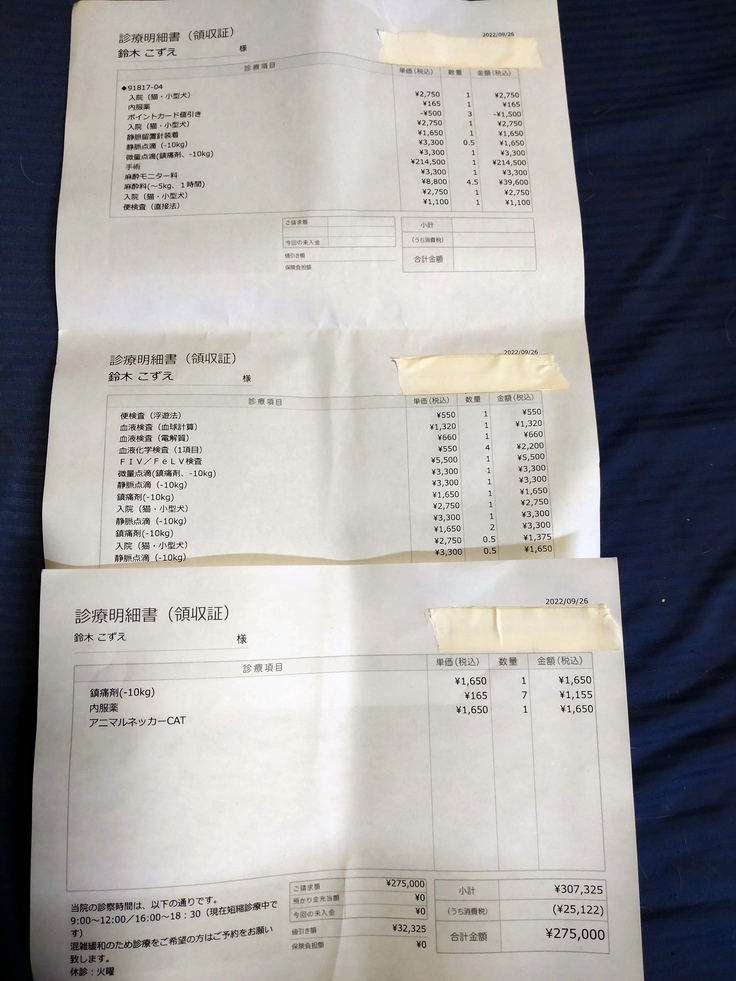 診療明細書（領収証）
2022/09/26
鈴木 こずえ 様
診療項目 単価(税込) 数量 金額(税込)
◆91817-04
入院（猫・小型犬） ¥2,750 1 ¥2,750
内服薬 ¥165 1 ¥165
ポイントカード値引き -¥500 3 -¥1,500
入院（猫・小型犬） ¥2,750 1 ¥2,750
静脈留置針装着 ¥1,650 1 ¥1,650
静脈点滴（-10kg） ¥3,300 0.5 ¥1,650
微量点滴(鎮痛剤、-10kg) ¥3,300 1 ¥3,300
手術 ¥214,500 1 ¥214,500
麻酔モニター料 ¥3,300 1 ¥3,300
麻酔料(～5kg、１時間) ¥8,800 4.5 ¥39,600
入院（猫・小型犬） ¥2,750 1 ¥2,750
便検査（直接法） ¥1,100 1 ¥1,100
ご請求額
今回の未入金
値引き額
保険負担額
小計
(うち消費税)
合計金額
診療明細書（領収証）
2022/09/26
鈴木 こずえ 様
診療項目 単価(税込) 数量 金額(税込)
便検査（浮遊法） ¥550 1 ¥550
血液検査（血球計算） ¥1,320 1 ¥1,320
血液検査（電解質） ¥660 1 ¥660
血液化学検査（1項目） ¥550 4 ¥2,200
ＦＩＶ／ＦｅＬＶ検査 ¥5,500 1 ¥5,500
微量点滴(鎮痛剤、-10kg) ¥3,300 1 ¥3,300
静脈点滴（-10kg） ¥3,300 1 ¥3,300
鎮痛剤(-10kg) ¥1,650 1 ¥1,650
入院（猫・小型犬） ¥2,750 1 ¥2,750
静脈点滴（-10kg） ¥3,300 1 ¥3,300
鎮痛剤(-10kg) ¥1,650 2 ¥3,300
入院（猫・小型犬） ¥2,750 0.5 ¥1,375
静脈点滴（-10kg） ¥3,300 0.5 ¥1,650
2022/09/26
診療明細書（領収証）
鈴木 こずえ 様
診療項目 単価(税込) 数量 金額(税込)
鎮痛剤(-10kg) ¥1,650 1 ¥1,650
内服薬 ¥165 7 ¥1,155
アニマルネッカーCAT ¥1,650 1 ¥1,650
当院の診察時間は、以下の通りです。
9:00～12:00／16:00～18：30（現在短縮診療中で
す）
混雑緩和のため診療をご希望の方はご予約をお願い
致します。
休診：火曜
ご請求額 ¥275,000
預かり金充当額 ¥0
今回の未入金 ¥0
値引き額 ¥32,325
保険負担額 ¥0
小計 ¥307,325
(うち消費税) (¥25,122)
合計金額 ¥275,000